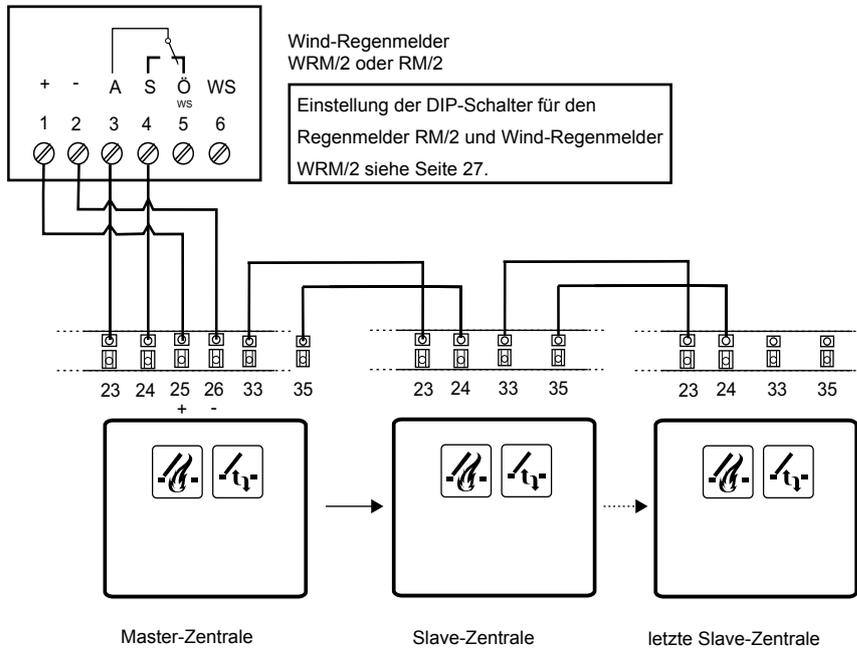 Wind-Regenmelder
WRM/2 oder RM/2
Einstellung der DIP-Schalter für den
Regenmelder RM/2 und Wind-Regenmelder
WRM/2 siehe Seite 27.
+ - A S Ö WS
WS
1 2 3 4 5 6
23 24 25 26 33 35 23 24 33 35 23 24 33 35
+ -
Master-Zentrale Slave-Zentrale letzte Slave-Zentrale